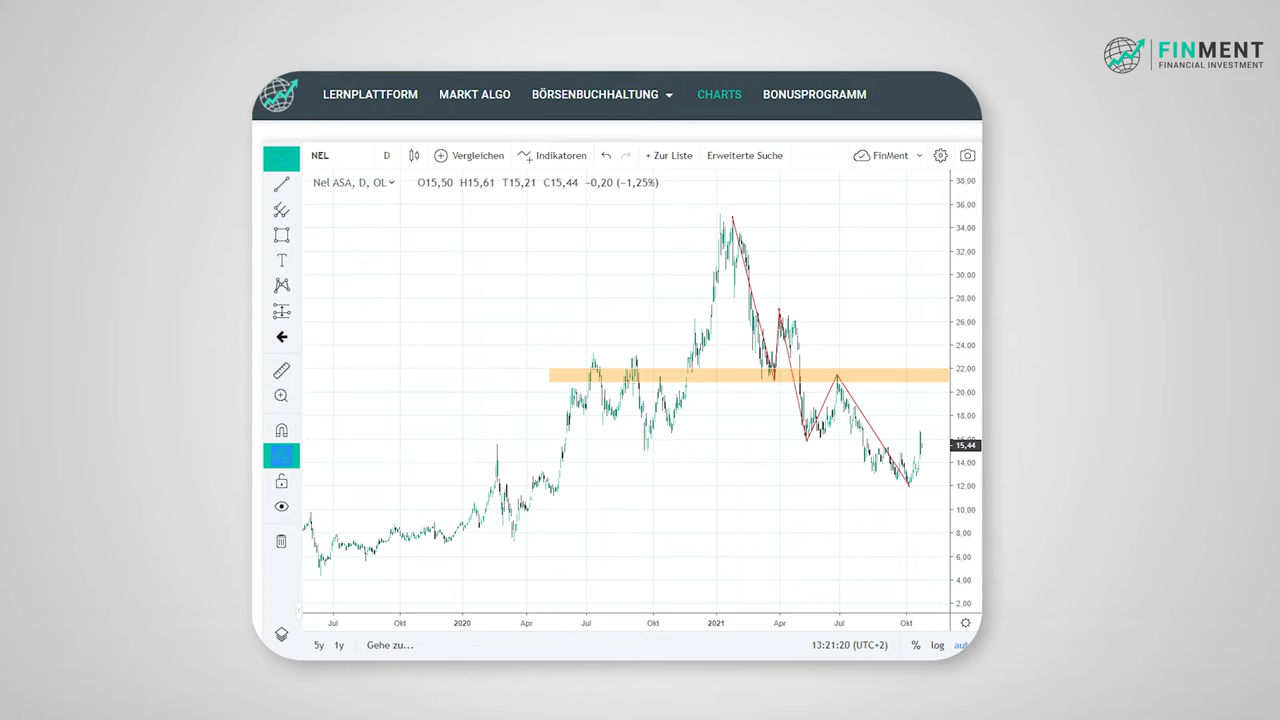 FINMENT
FINANCIAL INVESTMENT
LERNPLATTFORM MARKT ALGO BÖRSENBUCHHALTUNG CHARTS BONUSPROGRAMM
NEL D Vergleichen Indikatoren + Zur Liste Erweiterte Suche FinMent
Nel ASA, D, OL O15,50 H15,61 T15,21 C15,44 −0,20 (−1,25%)
38,00
36,00
34,00
32,00
30,00
28,00
26,00
24,00
22,00
20,00
18,00
15,44
14,00
12,00
10,00
8,00
6,00
4,00
2,00
Jul Okt 2020 Apr Jul Okt 2021 Apr Jul Okt
5y 1y Gehe zu... 13:21:20 (UTC+2) % log